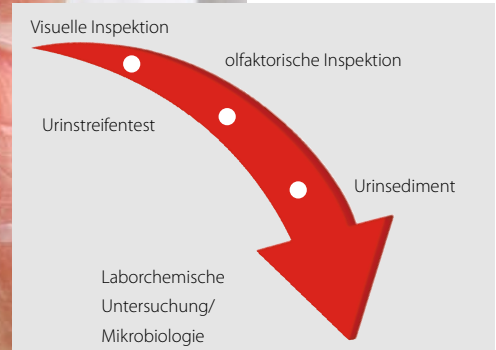 Visuelle Inspektion
olfaktorische Inspektion
Urinstreifentest
Urinsediment
Laborchemische
Untersuchung/
Mikrobiologie